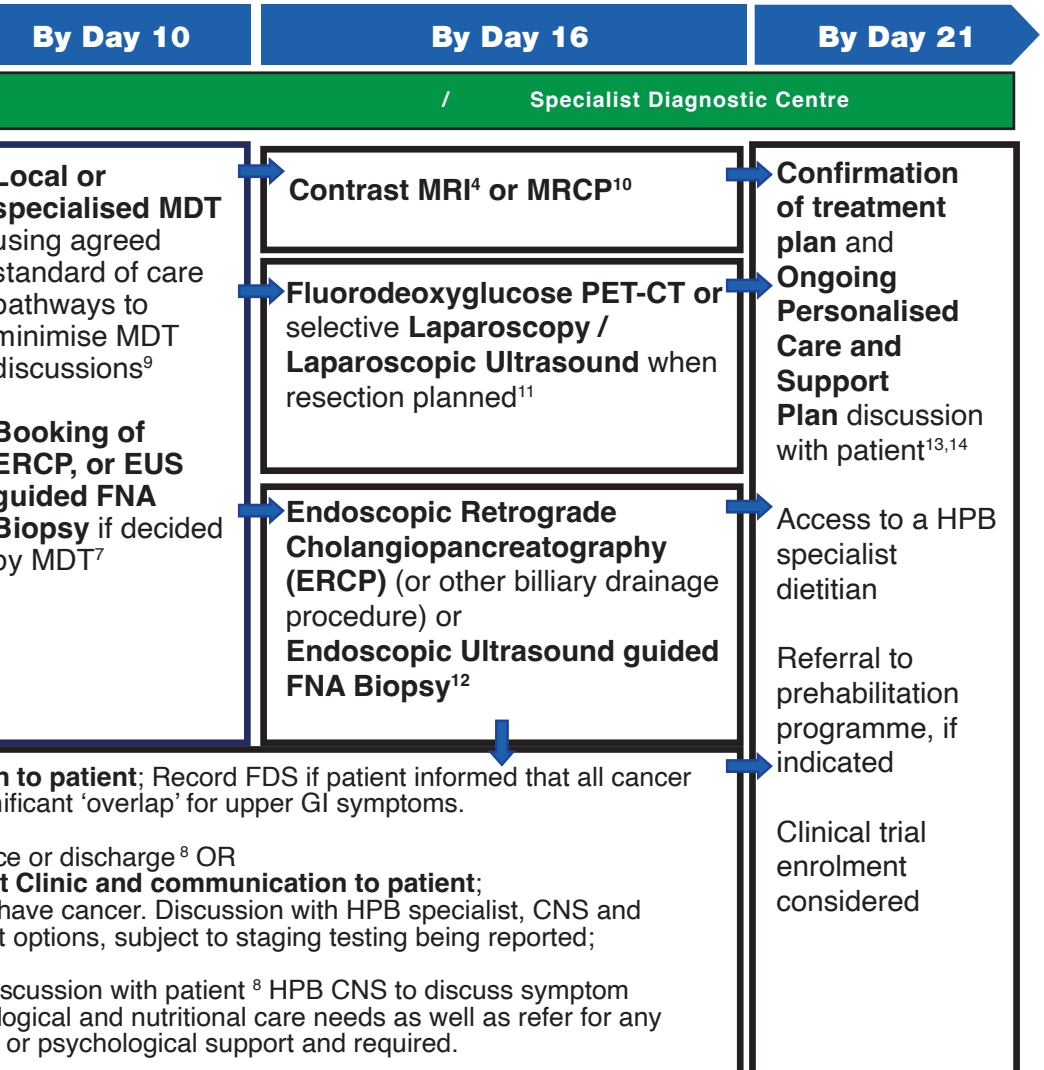 By Day 10
By Day 16
By Day 21
/ Specialist Diagnostic Centre
Local or
specialised MDT
using agreed
standard of care
pathways to
minimise MDT
discussions⁹
Booking of
ERCP, or EUS
guided FNA
Biopsy if decided
by MDT⁷
Contrast MRI⁴ or MRCP¹⁰
Fluorodeoxyglucose PET-CT or
selective Laparoscopy /
Laparoscopic Ultrasound when
resection planned¹¹
Endoscopic Retrograde
Cholangiopancreatography
(ERCP) (or other billiary drainage
procedure) or
Endoscopic Ultrasound guided
FNA Biopsy¹²
Confirmation
of treatment
plan and
Ongoing
Personalised
Care and
Support
Plan discussion
with patient¹³,¹⁴
Access to a HPB
specialist
dietitian
Referral to
prehabilitation
programme, if
indicated
Clinical trial
enrolment
considered
to patient; Record FDS if patient informed that all cancer
‘overlap’ for upper GI symptoms.
or discharge ⁸ OR
Clinic and communication to patient;
have cancer. Discussion with HPB specialist, CNS and
options, subject to staging testing being reported;
discussion with patient ⁸ HPB CNS to discuss symptom
and nutritional care needs as well as refer for any
or psychological support and required.